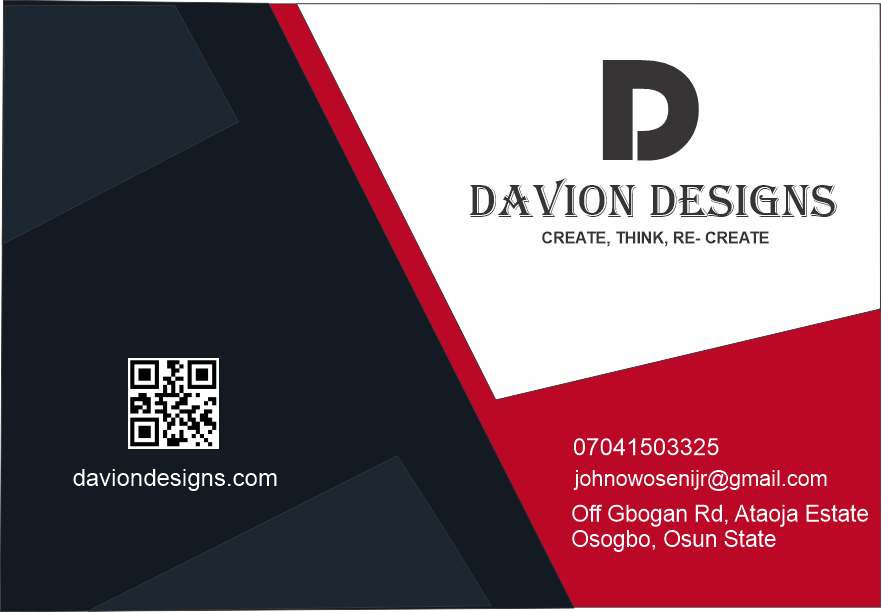 D
DAVION DESIGNS
CREATE, THINK, RE- CREATE
daviondesigns.com
07041503325
johnowosenijr@gmail.com
Off Gbogan Rd, Ataoja Estate
Osogbo, Osun State